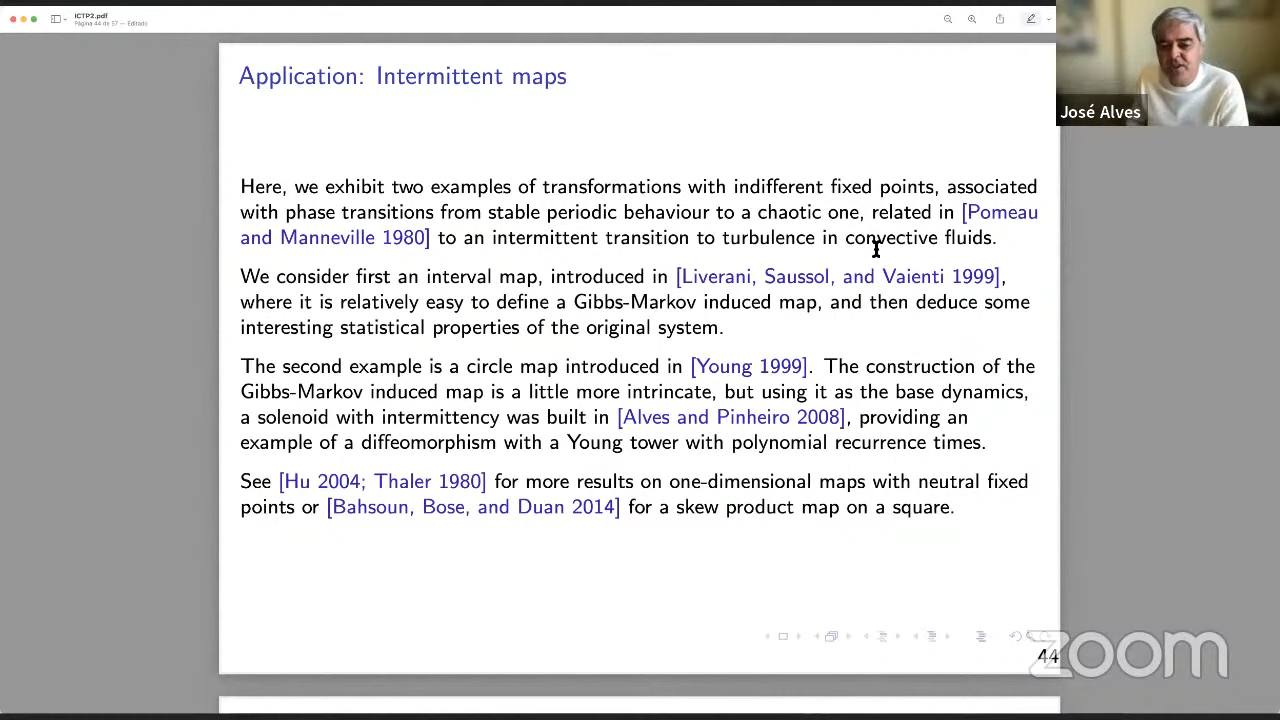 ICTP2.pdf
Página 44 de 57 — Editado
José Alves
Application: Intermittent maps
Here, we exhibit two examples of transformations with indifferent fixed points, associated
with phase transitions from stable periodic behaviour to a chaotic one, related in [Pomeau
and Manneville 1980] to an intermittent transition to turbulence in convective fluids.
We consider first an interval map, introduced in [Liverani, Saussol, and Vaienti 1999],
where it is relatively easy to define a Gibbs-Markov induced map, and then deduce some
interesting statistical properties of the original system.
The second example is a circle map introduced in [Young 1999]. The construction of the
Gibbs-Markov induced map is a little more intricate, but using it as the base dynamics,
a solenoid with intermittency was built in [Alves and Pinheiro 2008], providing an
example of a diffeomorphism with a Young tower with polynomial recurrence times.
See [Hu 2004; Thaler 1980] for more results on one-dimensional maps with neutral fixed
points or [Bahsoun, Bose, and Duan 2014] for a skew product map on a square.
44
zoom